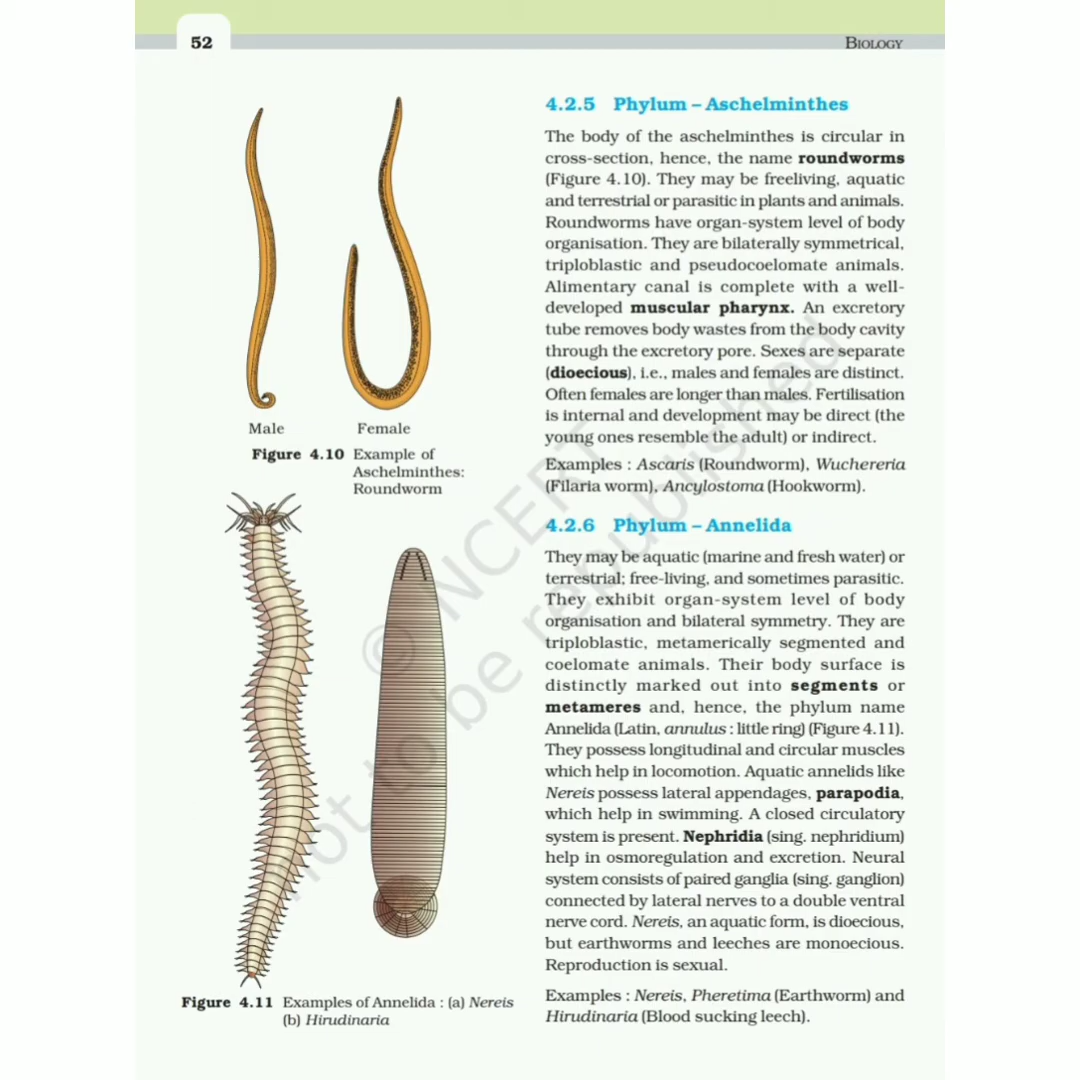 52
BIOLOGY
Male
Female
Figure 4.10 Example of
Aschelminthes:
Roundworm
Figure 4.11 Examples of Annelida : (a) Nereis
(b) Hirudinaria
4.2.5 Phylum – Aschelminthes
The body of the aschelminthes is circular in
cross-section, hence, the name roundworms
(Figure 4.10). They may be freeliving, aquatic
and terrestrial or parasitic in plants and animals.
Roundworms have organ-system level of body
organisation. They are bilaterally symmetrical,
triploblastic and pseudocoelomate animals.
Alimentary canal is complete with a well-
developed muscular pharynx. An excretory
tube removes body wastes from the body cavity
through the excretory pore. Sexes are separate
(dioecious), i.e., males and females are distinct.
Often females are longer than males. Fertilisation
is internal and development may be direct (the
young ones resemble the adult) or indirect.
Examples : Ascaris (Roundworm), Wuchereria
(Filaria worm), Ancylostoma (Hookworm).
4.2.6 Phylum – Annelida
They may be aquatic (marine and fresh water) or
terrestrial; free-living, and sometimes parasitic.
They exhibit organ-system level of body
organisation and bilateral symmetry. They are
triploblastic, metamerically segmented and
coelomate animals. Their body surface is
distinctly marked out into segments or
metameres and, hence, the phylum name
Annelida (Latin, annulus : little ring) (Figure 4.11).
They possess longitudinal and circular muscles
which help in locomotion. Aquatic annelids like
Nereis possess lateral appendages, parapodia,
which help in swimming. A closed circulatory
system is present. Nephridia (sing. nephridium)
help in osmoregulation and excretion. Neural
system consists of paired ganglia (sing. ganglion)
connected by lateral nerves to a double ventral
nerve cord. Nereis, an aquatic form, is dioecious,
but earthworms and leeches are monoecious.
Reproduction is sexual.
Examples : Nereis, Pheretima (Earthworm) and
Hirudinaria (Blood sucking leech).
© NCERT
not to be republished